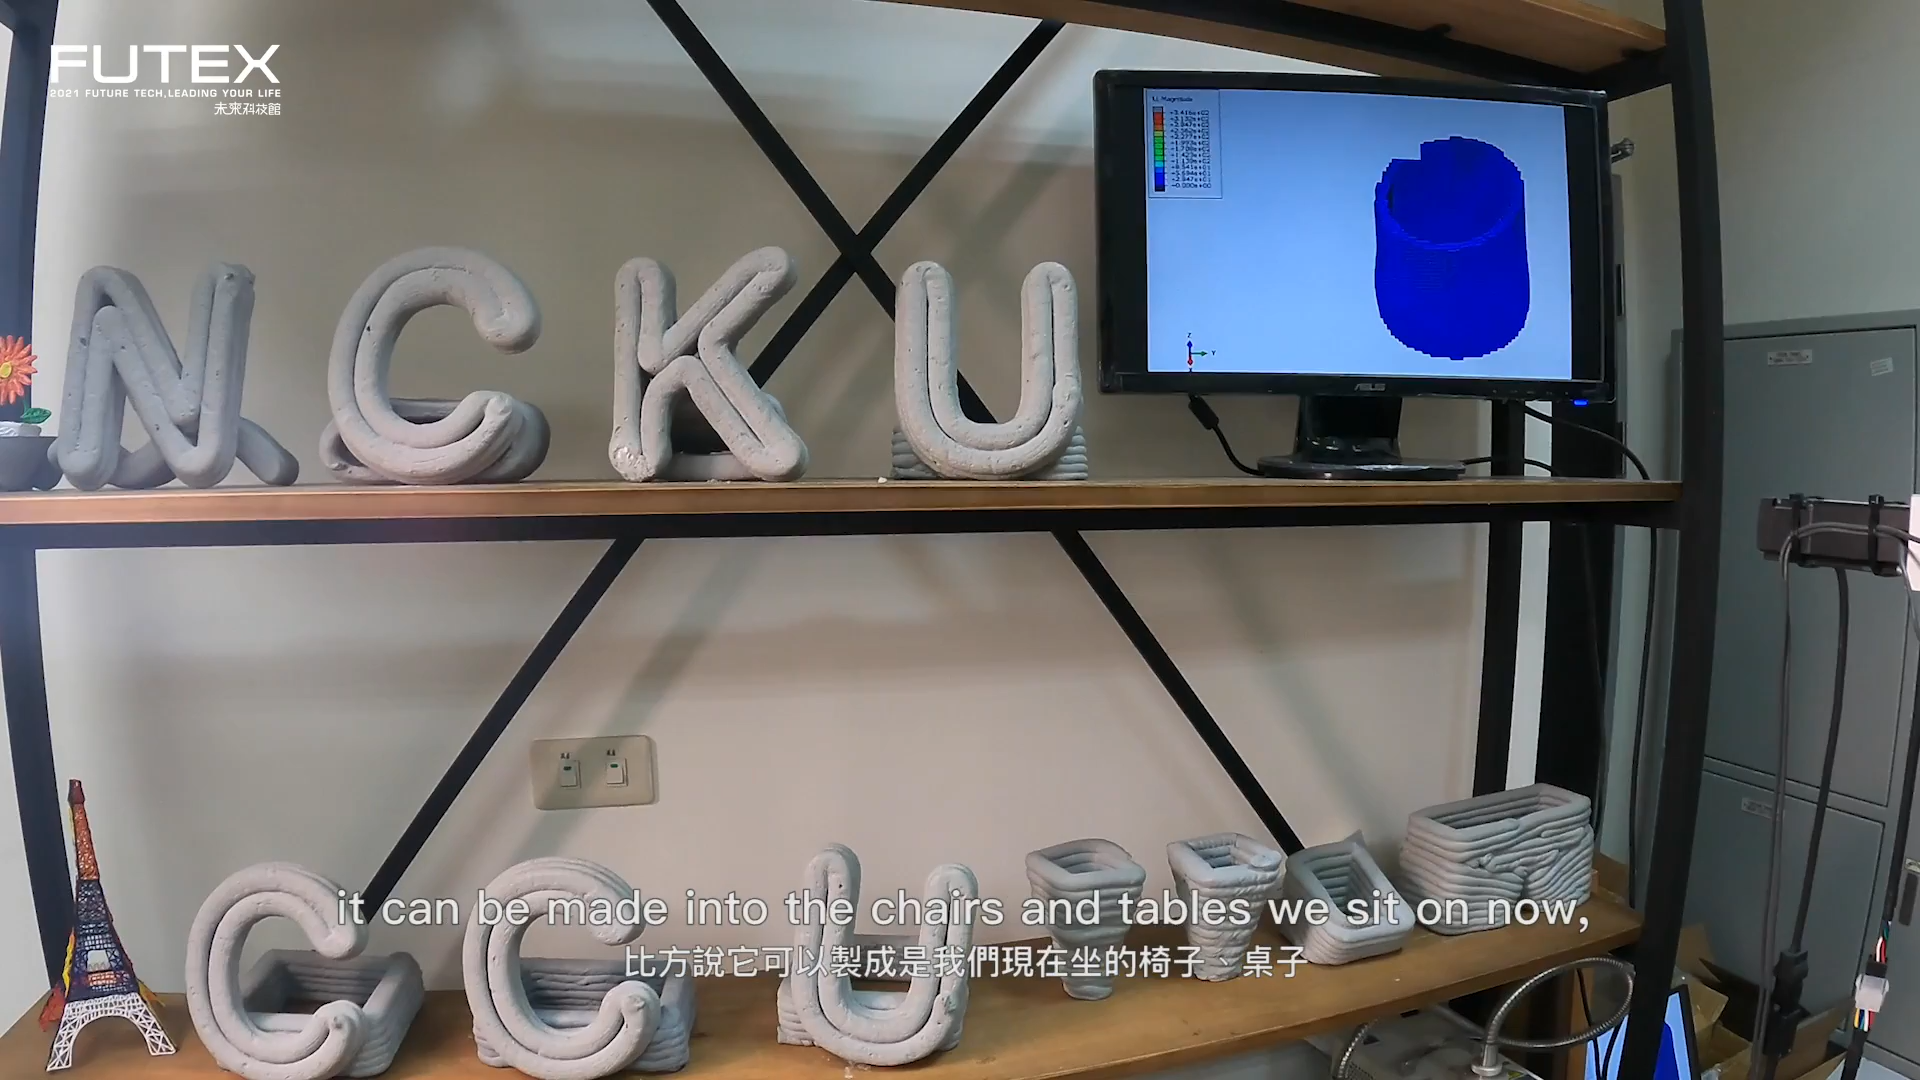 FUTEX
2021 FUTURE TECH,LEADING YOUR LIFE
未來科技館
U, Magnitude
N C K U
ASUS
Z
Y
C C U
it can be made into the chairs and tables we sit on now,
比方說它可以製成是我們現在坐的椅子、桌子